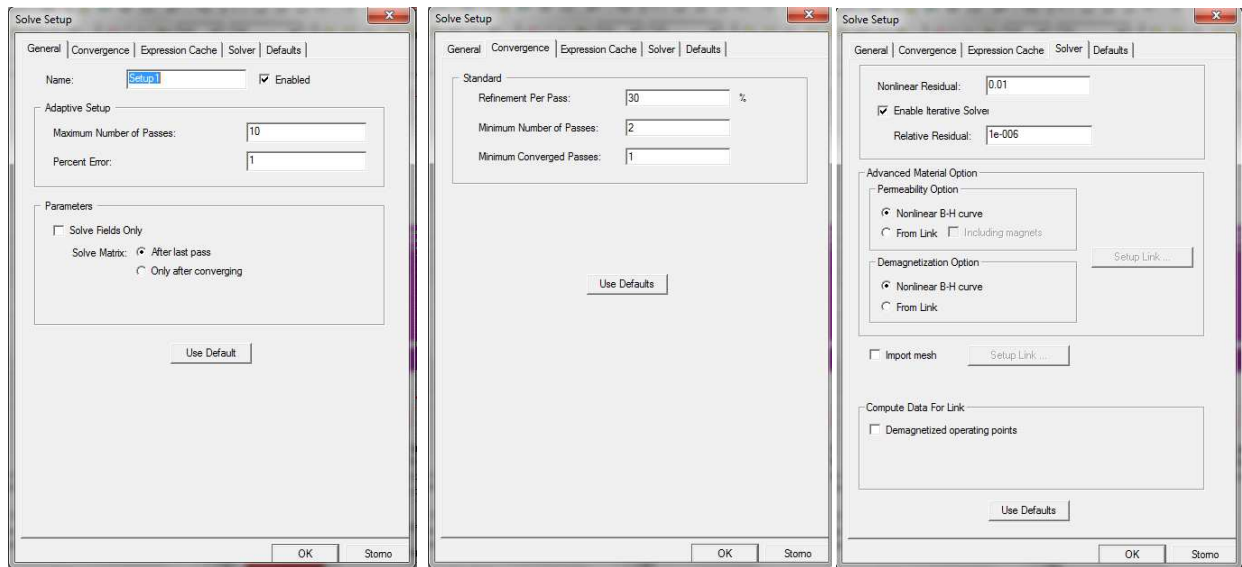 Solve Setup
General Convergence Expression Cache Solver Defaults
Name: Setup1 Enabled
Adaptive Setup
Maximum Number of Passes: 10
Percent Error: 1
Parameters
Solve Fields Only
Solve Matrix: After last pass
Only after converging
Use Default
OK Storno
Solve Setup
General Convergence Expression Cache Solver Defaults
Standard
Refinement Per Pass: 30 %
Minimum Number of Passes: 2
Minimum Converged Passes: 1
Use Defaults
OK Storno
Solve Setup
General Convergence Expression Cache Solver Defaults
Nonlinear Residual: 0.01
Enable Iterative Solver
Relative Residual: 1e-006
Advanced Material Option
Permeability Option
Nonlinear B-H curve
From Link Including magnets
Setup Link ...
Demagnetization Option
Nonlinear B-H curve
From Link
Import mesh Setup Link ...
Compute Data For Link
Demagnetized operating points
Use Defaults
OK Storno